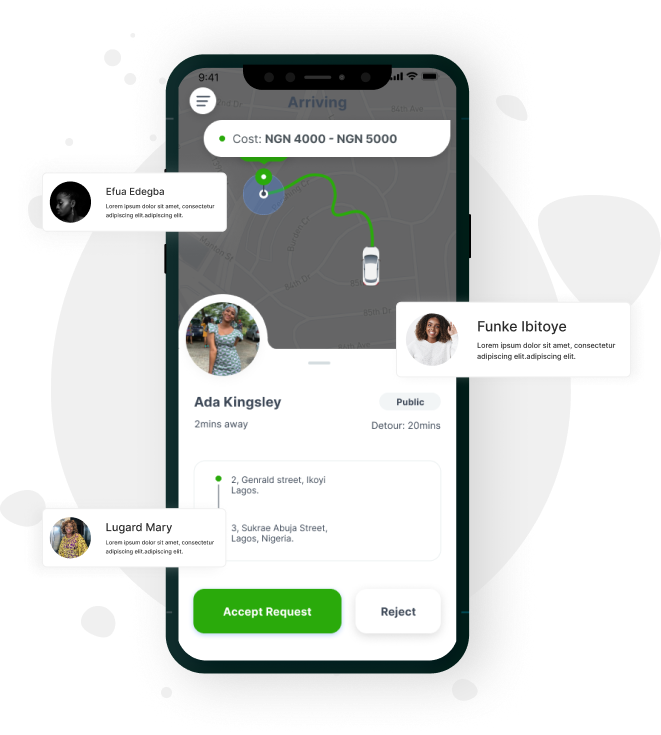 9:41
Arriving
54th Ave
Cost: NGN 4000 - NGN 5000
Efua Edegba
Lorem ipsum dolor sit amet, consectetur
adipiscing elit.adipiscing elit.
Funke Ibitoye
Lorem ipsum dolor sit amet, consectetur
adipiscing elit.adipiscing elit.
Ada Kingsley
Public
2mins away
Detour: 20mins
2, Genrald street, Ikoyi
Lagos.
Lugard Mary
Lorem ipsum dolor sit amet, consectetur
adipiscing elit.adipiscing elit.
3, Sukrae Abuja Street,
Lagos, Nigeria.
Accept Request
Reject